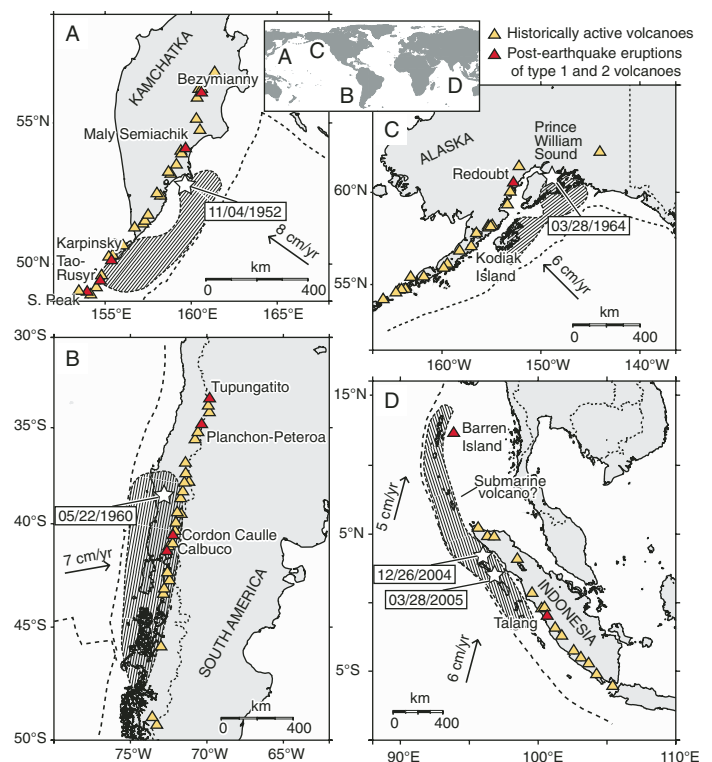 A
KAMCHATKA
Bezymianny
55°N
Maly Semiachik
11/04/1952
Karpinsky
50°N
Tao-
Rusyr
8 cm/yr
S. Peak
km
0 400
155°E 160°E 165°E
A C B D
Historically active volcanoes
Post-earthquake eruptions
of type 1 and 2 volcanoes
C
ALASKA
Prince
William
Sound
Redoubt
60°N
03/28/1964
Kodiak
Island
55°N
6 cm/yr
km
0 400
160°W 150°W 140°W
30°S
B
Tupungatito
35°S
Planchon-Peteroa
05/22/1960
40°S
Cordon Caulle
Calbuco
7 cm/yr
SOUTH AMERICA
45°S
km
0 400
50°S
75°W 70°W 65°W
15°N
D
Barren
Island
Submarine
volcano?
5 cm/yr
5°N
12/26/2004
03/28/2005
INDONESIA
Talang
6 cm/yr
5°S
km
0 400
90°E 100°E 110°E